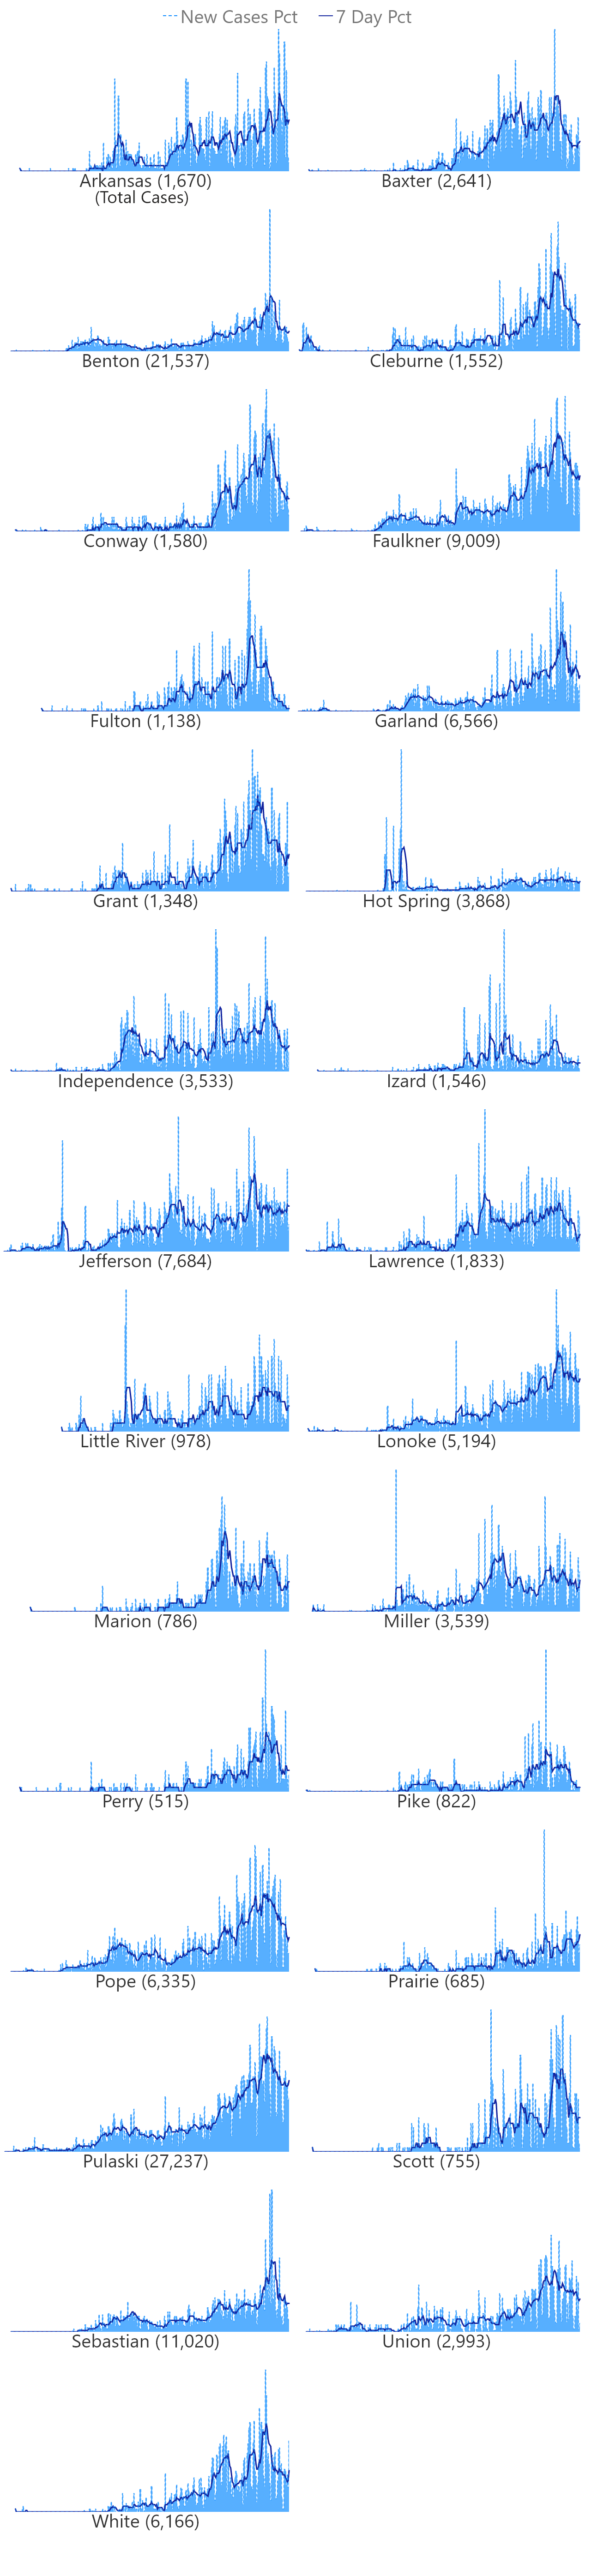 New Cases Pct 7 Day Pct
Arkansas (1,670) Baxter (2,641)
(Total Cases)
Benton (21,537) Cleburne (1,552)
Conway (1,580) Faulkner (9,009)
Fulton (1,138) Garland (6,566)
Grant (1,348) Hot Spring (3,868)
Independence (3,533) Izard (1,546)
Jefferson (7,684) Lawrence (1,833)
Little River (978) Lonoke (5,194)
Marion (786) Miller (3,539)
Perry (515) Pike (822)
Pope (6,335) Prairie (685)
Pulaski (27,237) Scott (755)
Sebastian (11,020) Union (2,993)
White (6,166)